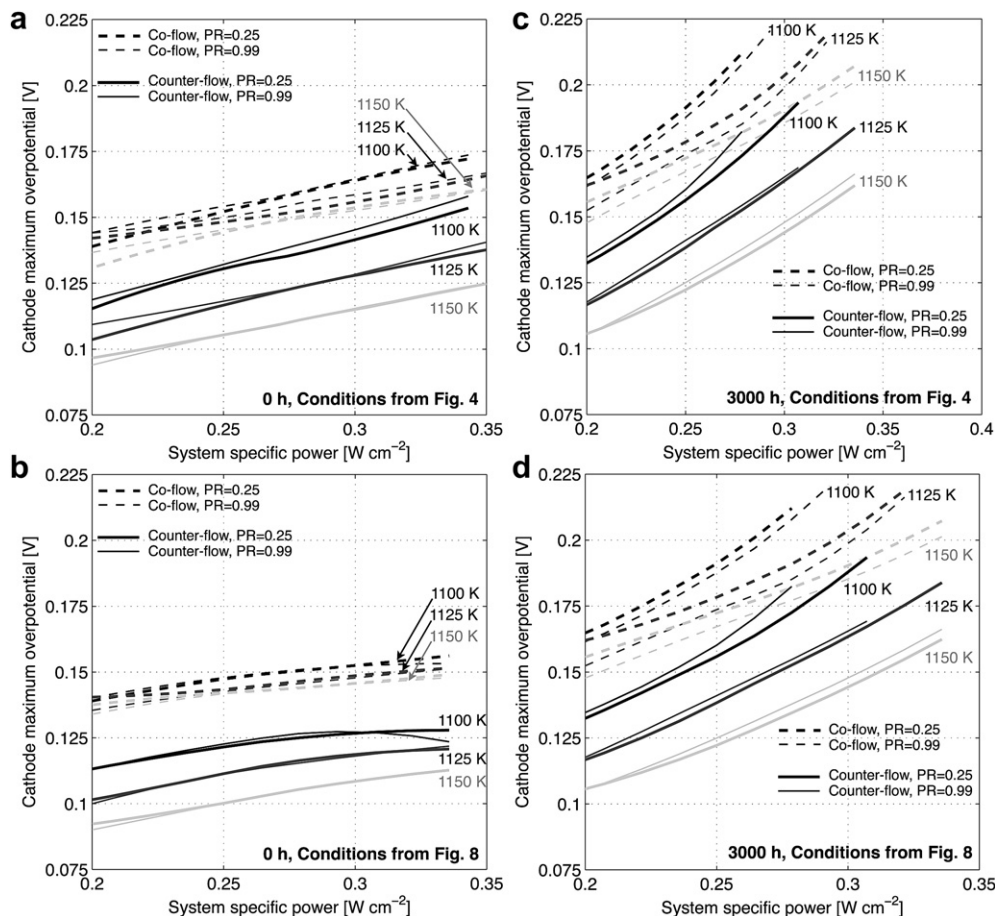 a
Cathode maximum overpotential [V]
0.225
0.2
0.175
0.15
0.125
0.1
0.075
Co-flow, PR=0.25
Co-flow, PR=0.99
Counter-flow, PR=0.25
Counter-flow, PR=0.99
1150 K
1125 K
1100 K
1100 K
1125 K
1150 K
0 h, Conditions from Fig. 4
0.2
0.25
0.3
0.35
System specific power [W cm−2]
c
Cathode maximum overpotential [V]
0.225
0.2
0.175
0.15
0.125
0.1
0.075
1100 K
1125 K
1150 K
1100 K
1125 K
1150 K
Co-flow, PR=0.25
Co-flow, PR=0.99
Counter-flow, PR=0.25
Counter-flow, PR=0.99
3000 h, Conditions from Fig. 4
0.2
0.25
0.3
0.35
0.4
System specific power [W cm−2]
b
Cathode maximum overpotential [V]
0.225
0.2
0.175
0.15
0.125
0.1
0.075
Co-flow, PR=0.25
Co-flow, PR=0.99
Counter-flow, PR=0.25
Counter-flow, PR=0.99
1100 K
1125 K
1150 K
1100 K
1125 K
1150 K
0 h, Conditions from Fig. 8
0.2
0.25
0.3
0.35
System specific power [W cm−2]
d
Cathode maximum overpotential [V]
0.225
0.2
0.175
0.15
0.125
0.1
0.075
1100 K
1125 K
1150 K
1100 K
1125 K
1150 K
Co-flow, PR=0.25
Co-flow, PR=0.99
Counter-flow, PR=0.25
Counter-flow, PR=0.99
3000 h, Conditions from Fig. 8
0.2
0.25
0.3
0.35
System specific power [W cm−2]